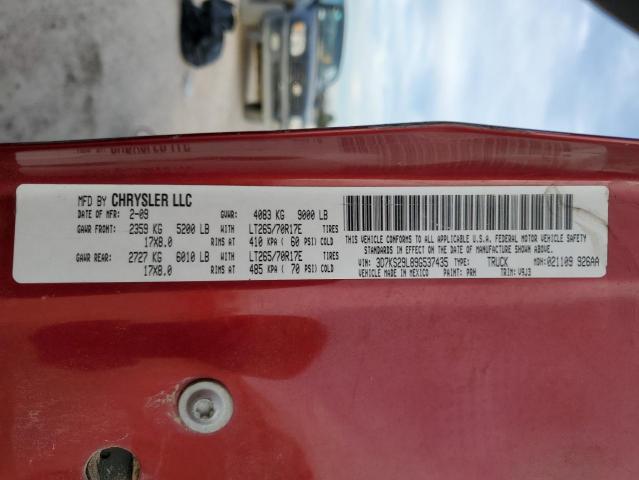 MFD BY CHRYSLER LLC
DATE OF MFR 2-09 GVWR: 4083 KG 9000 LB
GAWR FRONT: 2359 KG 5200 LB WITH LT265/70R17E TIRES
17X8.0 RIMS AT 410 KPA ( 60 PSI) COLD
GAWR REAR: 2727 KG 6010 LB WITH LT265/70R17E TIRES
17X8.0 RIMS AT 485 KPA ( 70 PSI) COLD
THIS VEHICLE CONFORMS TO ALL APPLICABLE U.S.A. FEDERAL MOTOR VEHICLE SAFETY
STANDARDS IN EFFECT ON THE DATE OF MANUFACTURE SHOWN ABOVE.
VIN: 3D7KS29L89G537435 TYPE: TRUCK MDH: 021109 926AA
VEHICLE MADE IN MEXICO PAINT: PRH TRIM: V9J3